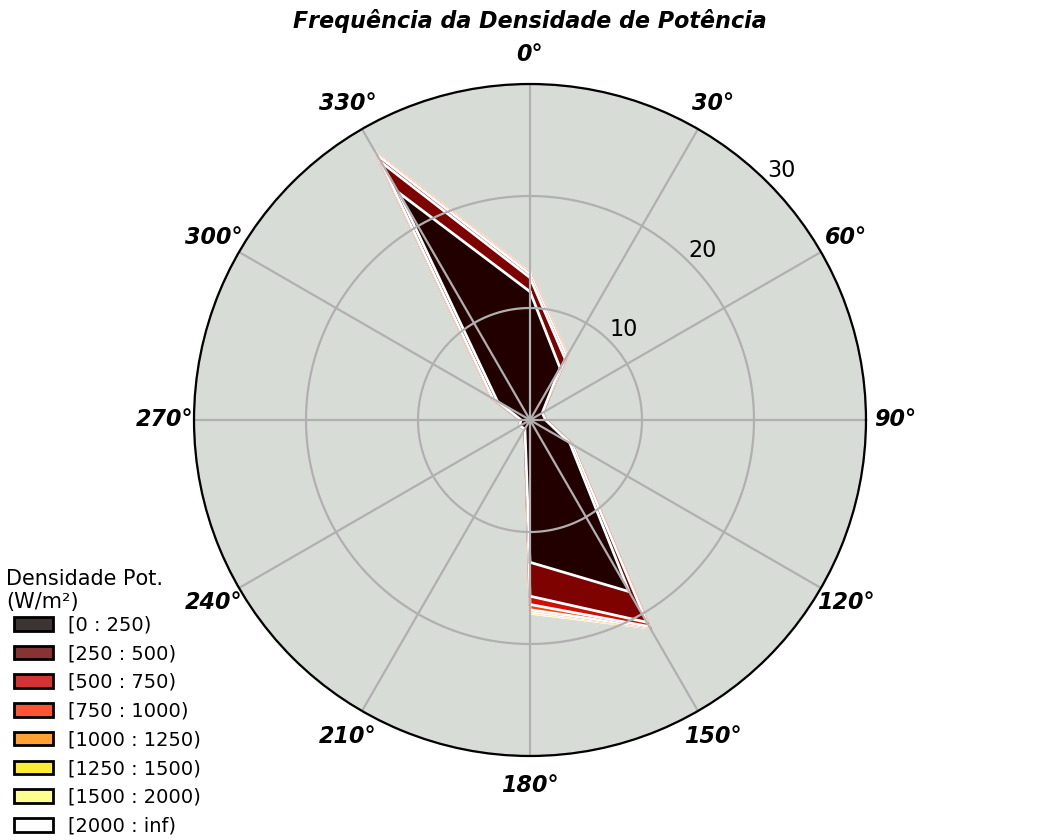 Frequência da Densidade de Potência
0°
330°
30°
30
300°
60°
20
10
270°
90°
240°
120°
210°
150°
180°
Densidade Pot.
(W/m²)
[0 : 250)
[250 : 500)
[500 : 750)
[750 : 1000)
[1000 : 1250)
[1250 : 1500)
[1500 : 2000)
[2000 : inf)